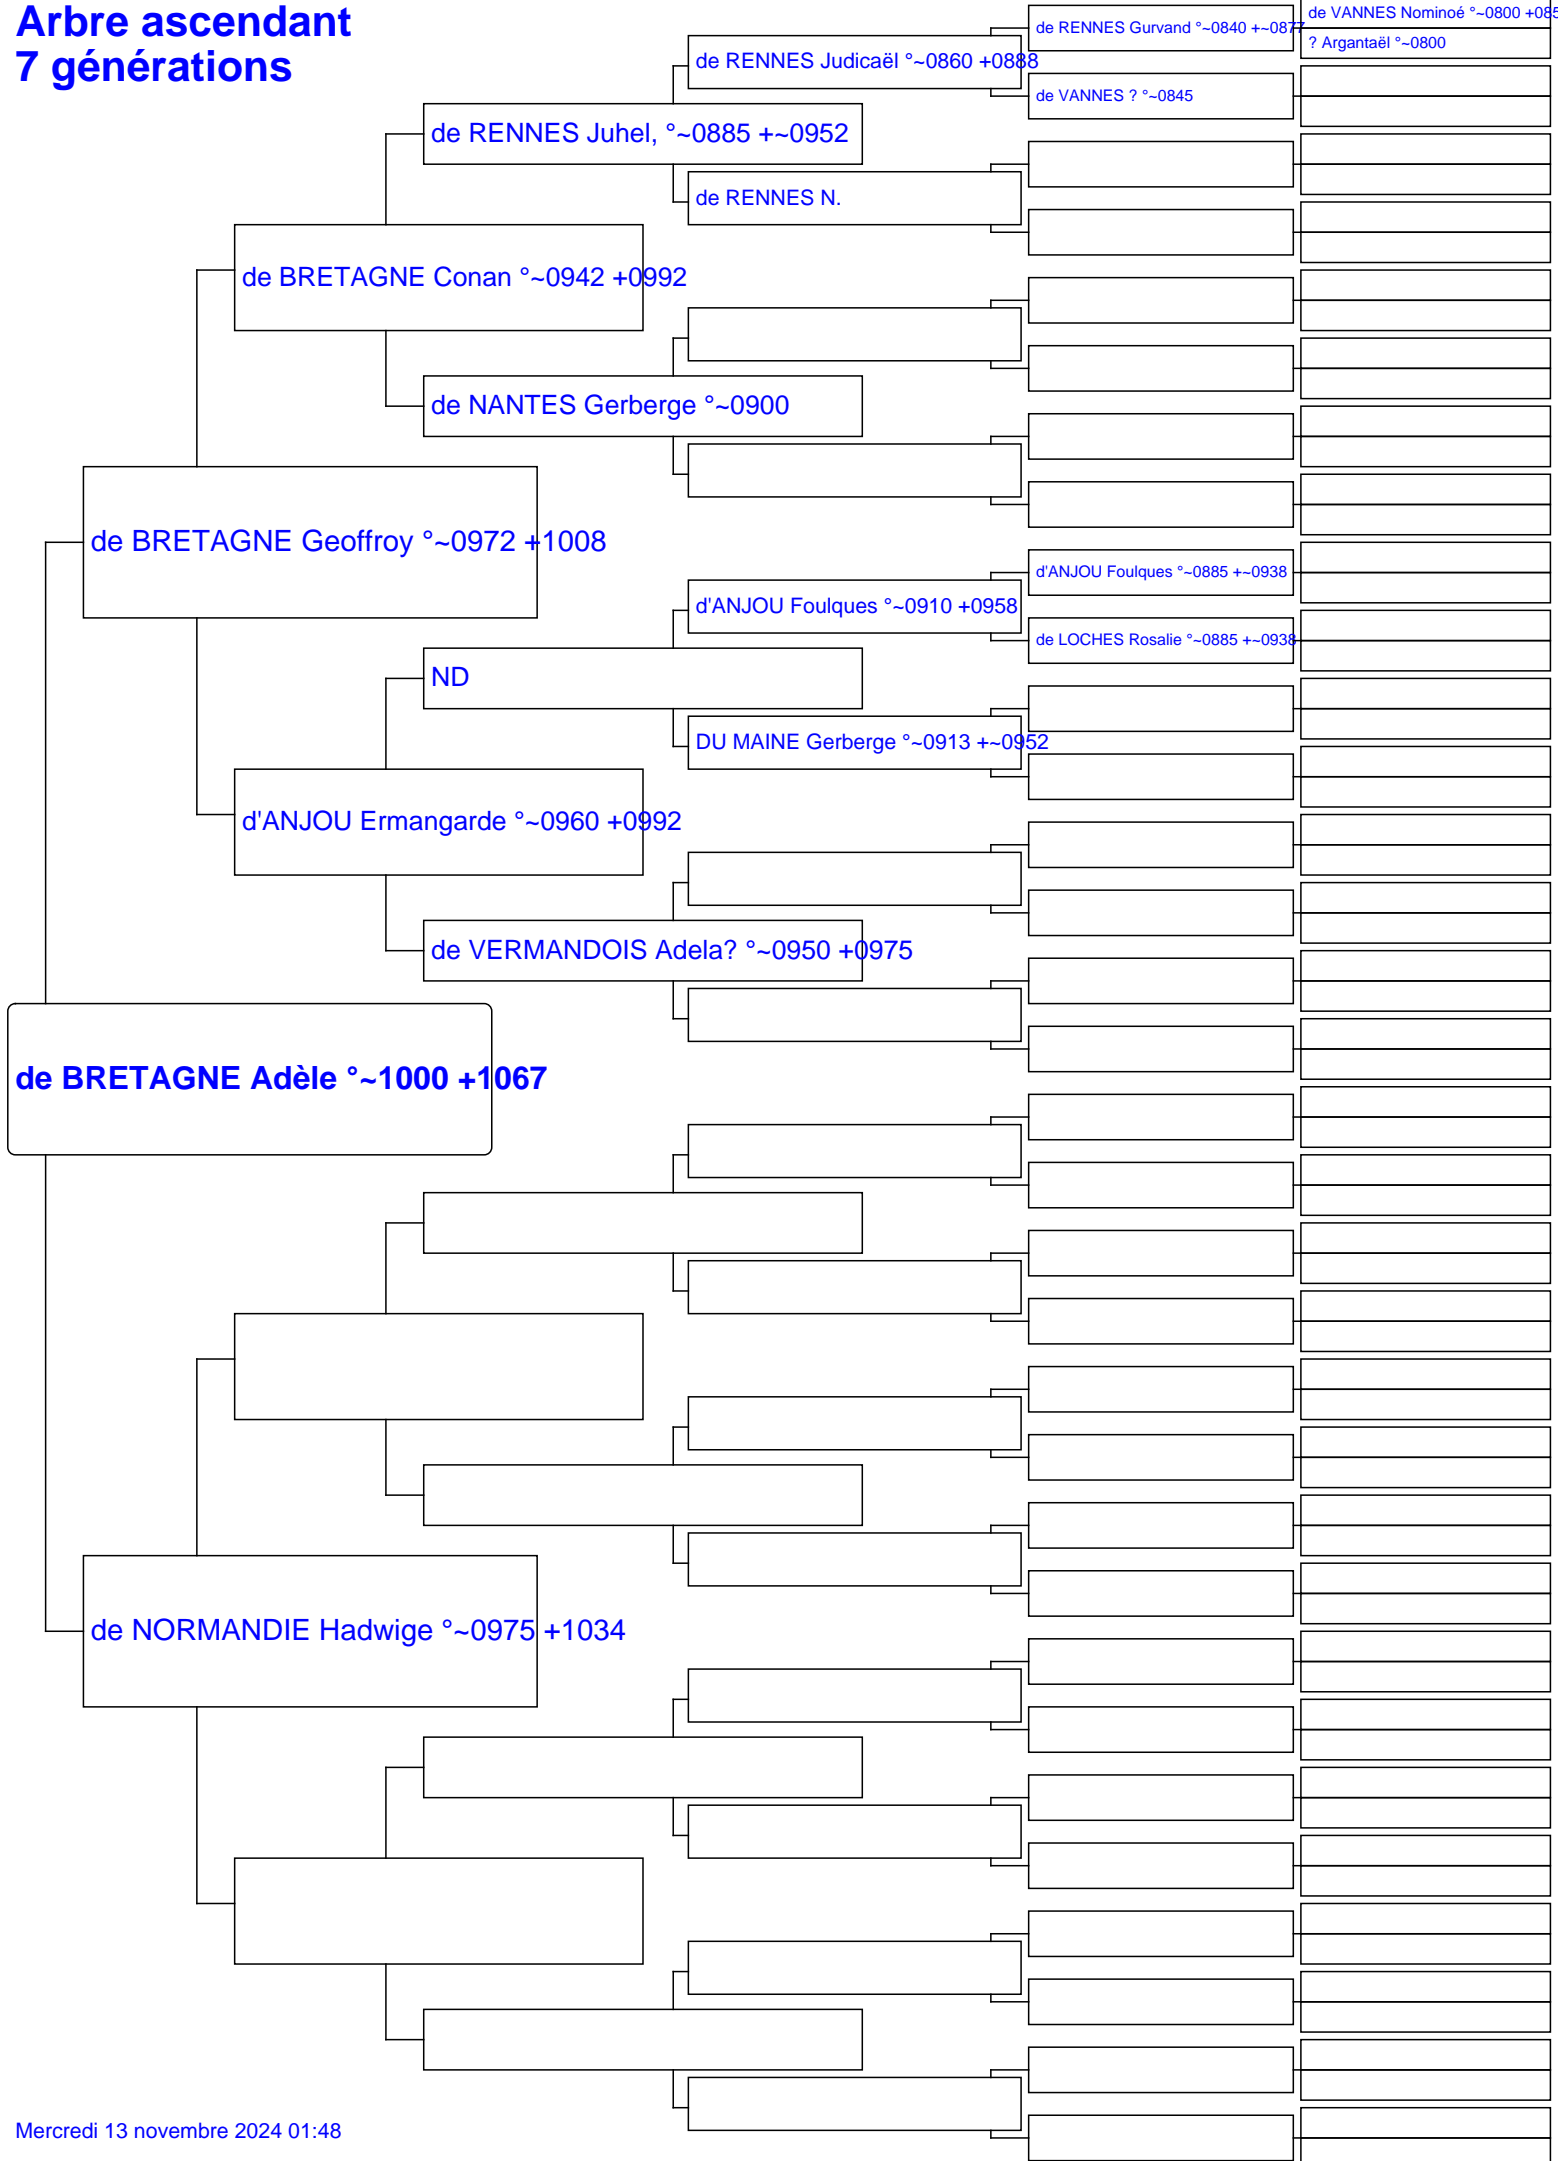 Arbre ascendant
7 générations
de VANNES Nominoé °~0800 +085
de RENNES Gurvand °~0840 +~0877
? Argantaël °~0800
de RENNES Judicaël °~0860 +0888
de VANNES ? °~0845
de RENNES Juhel, °~0885 +~0952
de RENNES N.
de BRETAGNE Conan °~0942 +0992
de NANTES Gerberge °~0900
de BRETAGNE Geoffroy °~0972 +1008
d'ANJOU Foulques °~0885 +~0938
d'ANJOU Foulques °~0910 +0958
de LOCHES Rosalie °~0885 +~0938
ND
DU MAINE Gerberge °~0913 +~0952
d'ANJOU Ermangarde °~0960 +0992
de VERMANDOIS Adela? °~0950 +0975
de BRETAGNE Adèle °~1000 +1067
de NORMANDIE Hadwige °~0975 +1034
Mercredi 13 novembre 2024 01:48